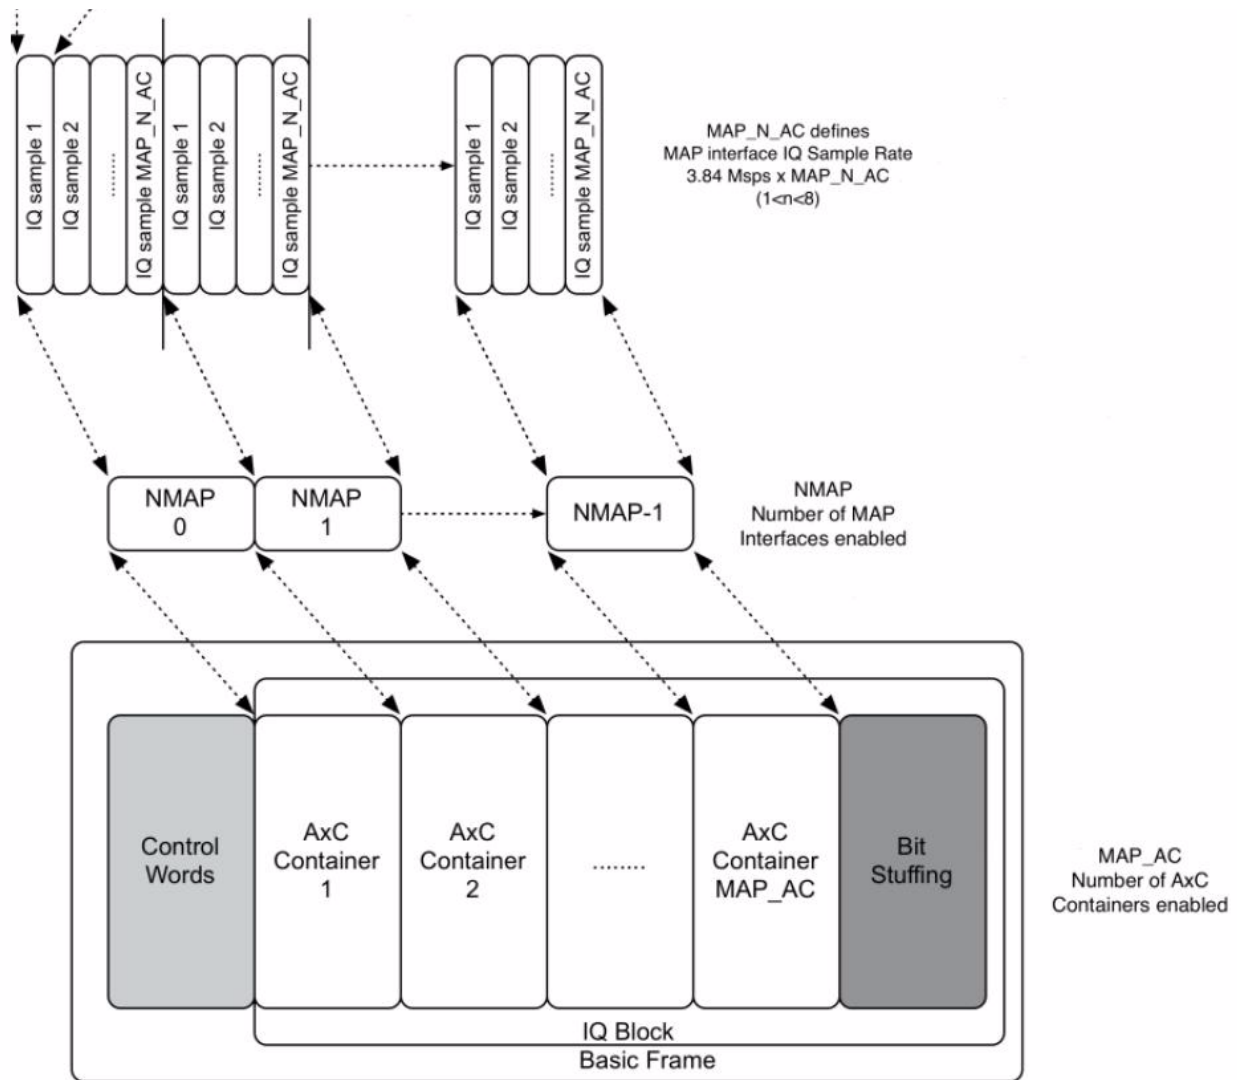 IQ sample 1
IQ sample 2
........
IQ sample MAP_N_AC
IQ sample 1
IQ sample 2
........
IQ sample MAP_N_AC
IQ sample 1
IQ sample 2
........
IQ sample MAP_N_AC
MAP_N_AC defines
MAP interface IQ Sample Rate
3.84 Msps x MAP_N_AC
(1<n<8)
NMAP
0
NMAP
1
NMAP-1
NMAP
Number of MAP
Interfaces enabled
Control
Words
AxC
Container
1
AxC
Container
2
........
AxC
Container
MAP_AC
Bit
Stuffing
MAP_AC
Number of AxC
Containers enabled
IQ Block
Basic Frame